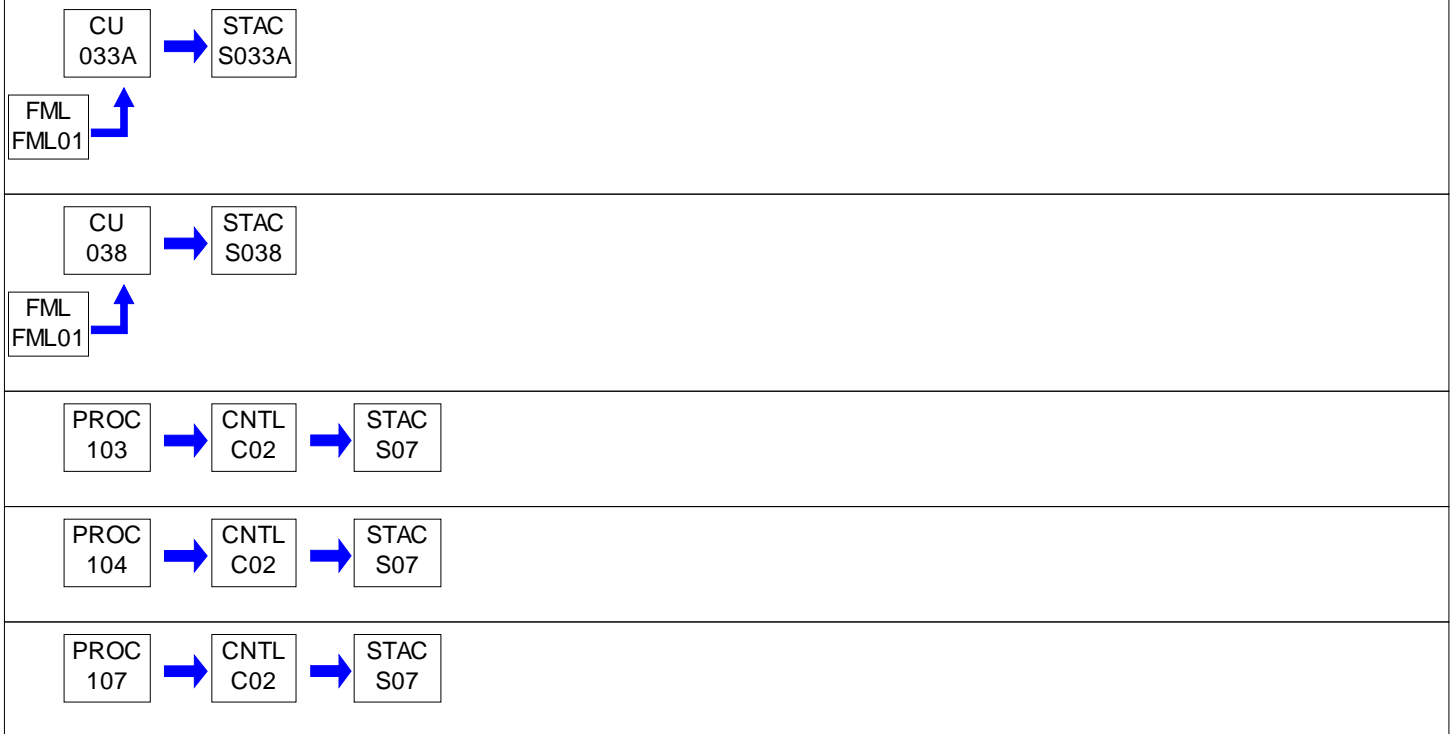 CU
033A
STAC
S033A
FML
FML01
CU
038
STAC
S038
FML
FML01
PROC
103
CNTL
C02
STAC
S07
PROC
104
CNTL
C02
STAC
S07
PROC
107
CNTL
C02
STAC
S07